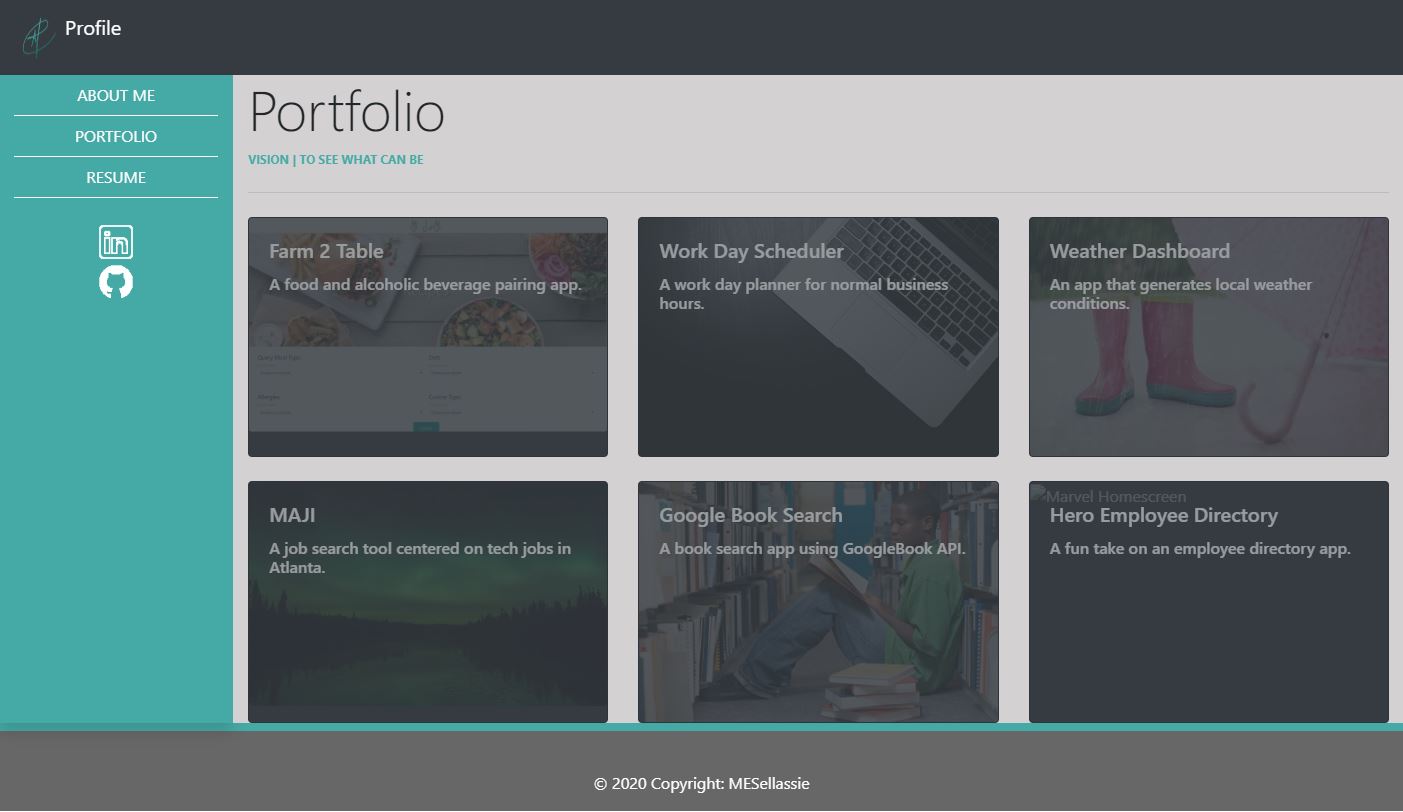 Profile
ABOUT ME
PORTFOLIO
RESUME
in
Portfolio
VISION | TO SEE WHAT CAN BE
Farm 2 Table
A food and alcoholic beverage pairing app.
Work Day Scheduler
A work day planner for normal business
hours.
Weather Dashboard
An app that generates local weather
conditions.
MAJI
A job search tool centered on tech jobs in
Atlanta.
Google Book Search
A book search app using GoogleBook API.
Marvel Homescreen
Hero Employee Directory
A fun take on an employee directory app.
© 2020 Copyright: MESellassie